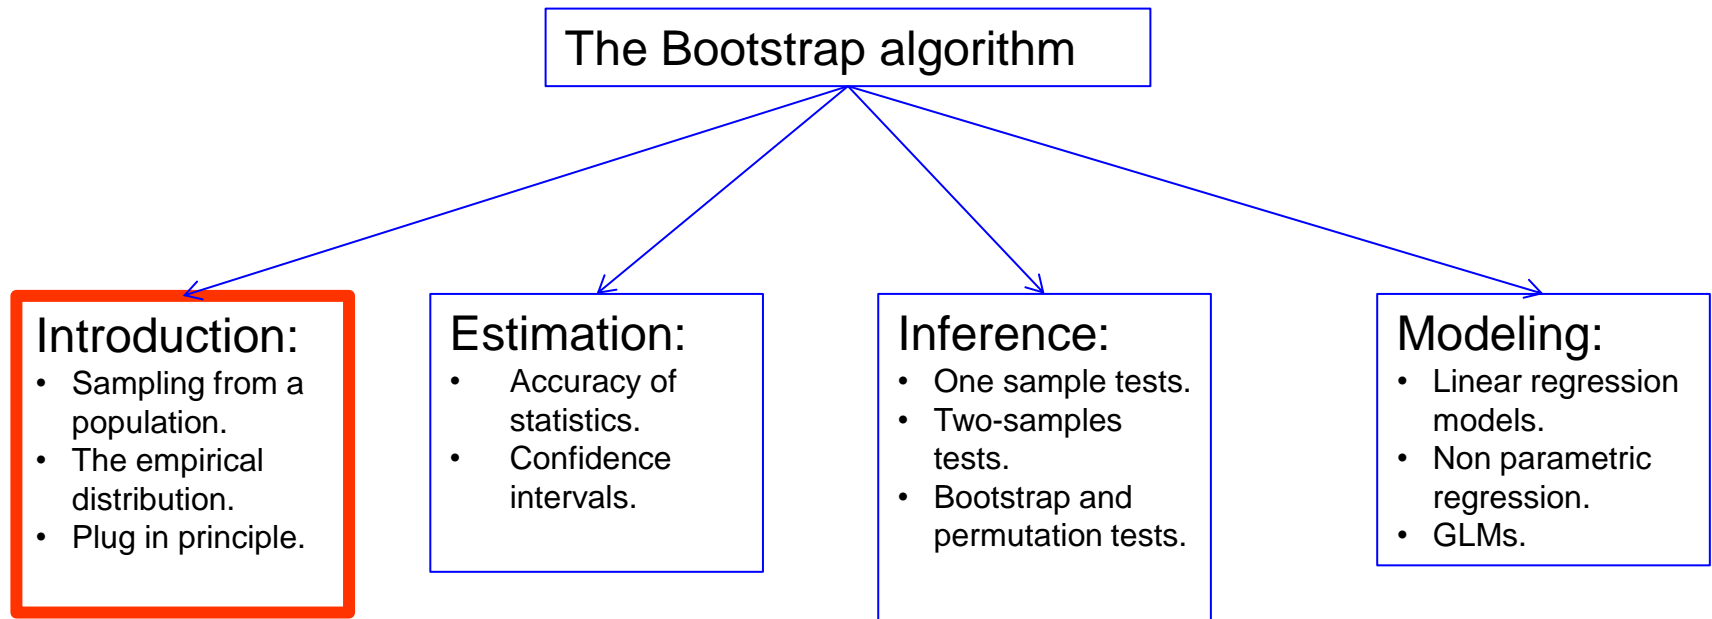 The Bootstrap algorithm
Introduction:
• Sampling from a
population.
• The empirical
distribution.
• Plug in principle.
Estimation:
• Accuracy of
statistics.
• Confidence
intervals.
Inference:
• One sample tests.
• Two-samples
tests.
• Bootstrap and
permutation tests.
Modeling:
• Linear regression
models.
• Non parametric
regression.
• GLMs.